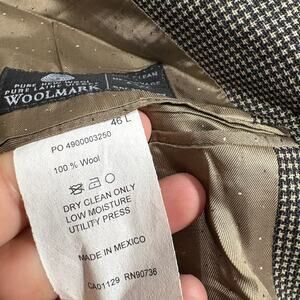 PURE NEW WOOL
WOOLMARK
46 L
PO 4900003250
100 % Wool
DRY CLEAN ONLY
LOW MOISTURE
UTILITY PRESS
MADE IN MEXICO
CA01129 RN90736